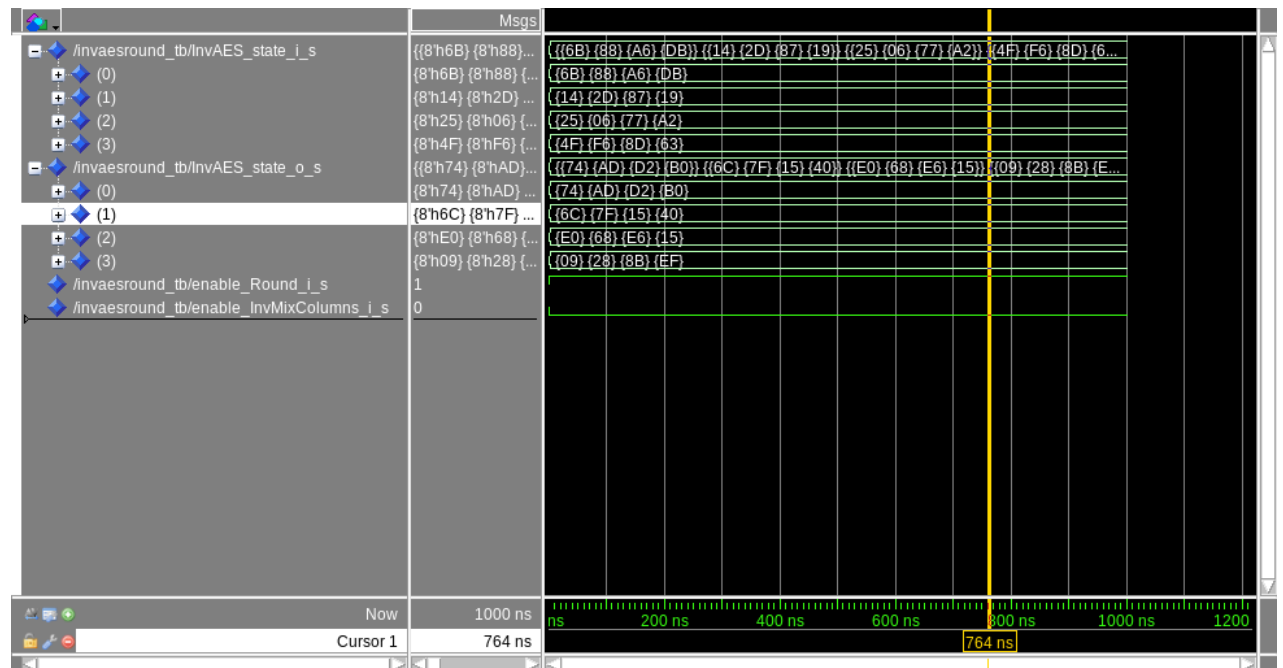 Msgs
/invaesround_tb/InvAES_state_i_s {{8'h6B} {8'h88}... {{6B} {88} {A6} {DB}} {{14} {2D} {87} {19}} {{25} {06} {77} {A2}} {{4F} {F6} {8D} {6...
(0) {8'h6B} {8'h88} {... {6B} {88} {A6} {DB}
(1) {8'h14} {8'h2D} ... {14} {2D} {87} {19}
(2) {8'h25} {8'h06} {... {25} {06} {77} {A2}
(3) {8'h4F} {8'hF6} {... {4F} {F6} {8D} {63}
/invaesround_tb/InvAES_state_o_s {{8'h74} {8'hAD}... {{74} {AD} {D2} {B0}} {{6C} {7F} {15} {40}} {{E0} {68} {E6} {15}} {{09} {28} {8B} {E...
(0) {8'h74} {8'hAD} ... {74} {AD} {D2} {B0}
(1) {8'h6C} {8'h7F} ... {6C} {7F} {15} {40}
(2) {8'hE0} {8'h68} {... {E0} {68} {E6} {15}
(3) {8'h09} {8'h28} {... {09} {28} {8B} {EF}
/invaesround_tb/enable_Round_i_s 1
/invaesround_tb/enable_InvMixColumns_i_s 0
Now 1000 ns ns 200 ns 400 ns 600 ns 800 ns 1000 ns 1200
Cursor 1 764 ns 764 ns